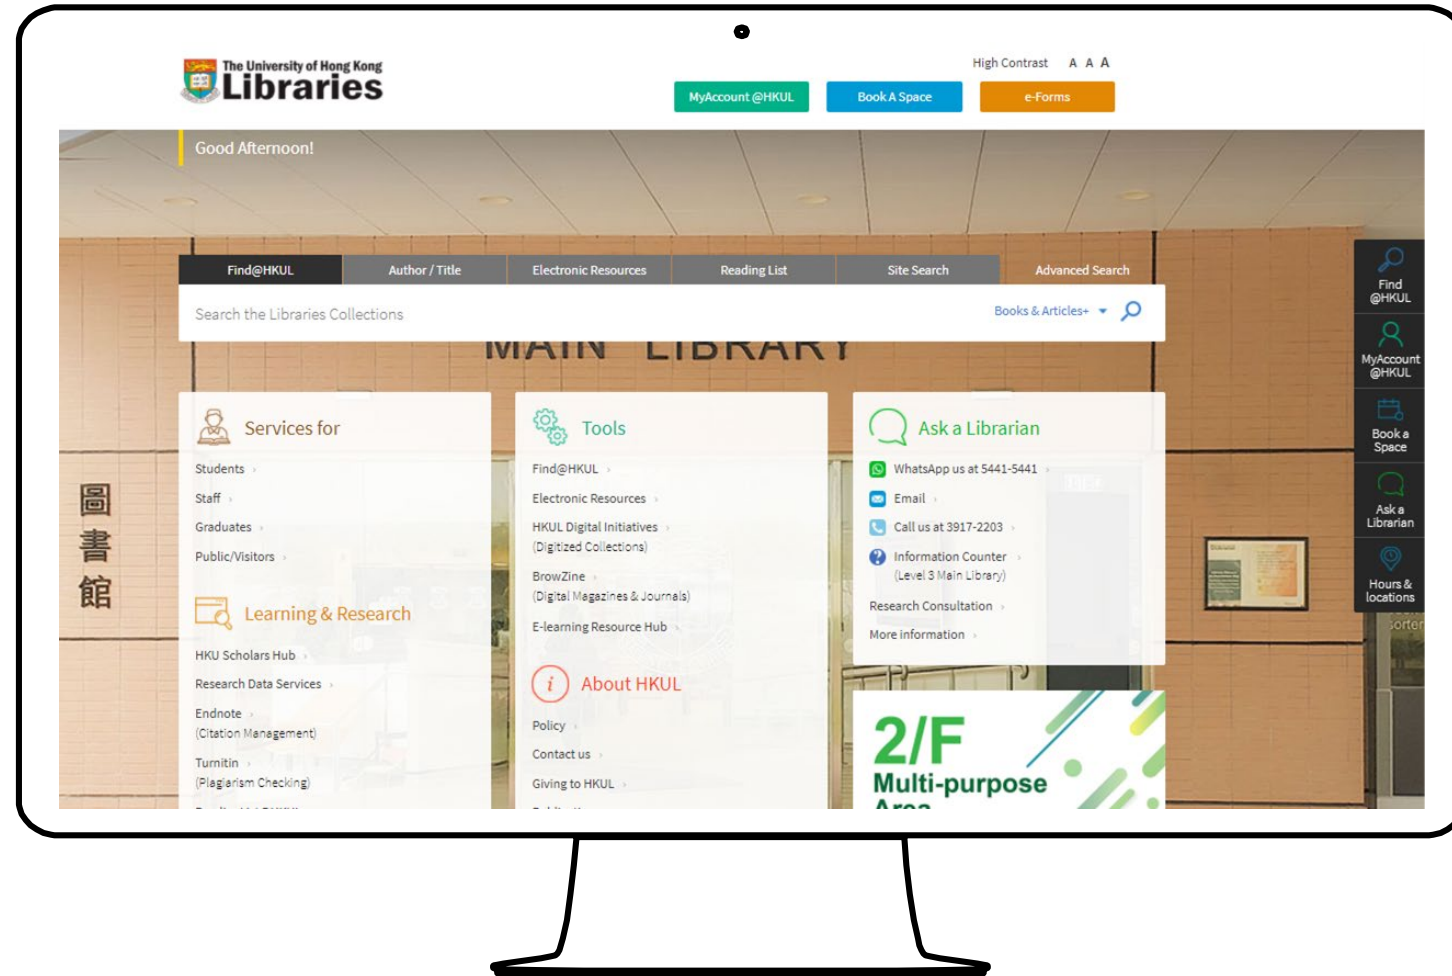 The University of Hong Kong
Libraries
High Contrast A A A
MyAccount @HKUL
Book A Space
e-Forms
Good Afternoon!
Find@HKUL
Author / Title
Electronic Resources
Reading List
Site Search
Advanced Search
Search the Libraries Collections
Books & Articles+
MAIN LIBRARY
圖書館
Services for
Students
Staff
Graduates
Public/Visitors
Learning & Research
HKU Scholars Hub
Research Data Services
Endnote
(Citation Management)
Turnitin
(Plagiarism Checking)
Tools
Find@HKUL
Electronic Resources
HKUL Digital Initiatives
(Digitized Collections)
BrowZine
(Digital Magazines & Journals)
E-learning Resource Hub
About HKUL
Policy
Contact us
Giving to HKUL
Ask a Librarian
WhatsApp us at 5441-5441
Email
Call us at 3917-2203
Information Counter
(Level 3 Main Library)
Research Consultation
More information
2/F
Multi-purpose
Area
Find
@HKUL
MyAccount
@HKUL
Book a
Space
Ask a
Librarian
Hours &
locations
sorter